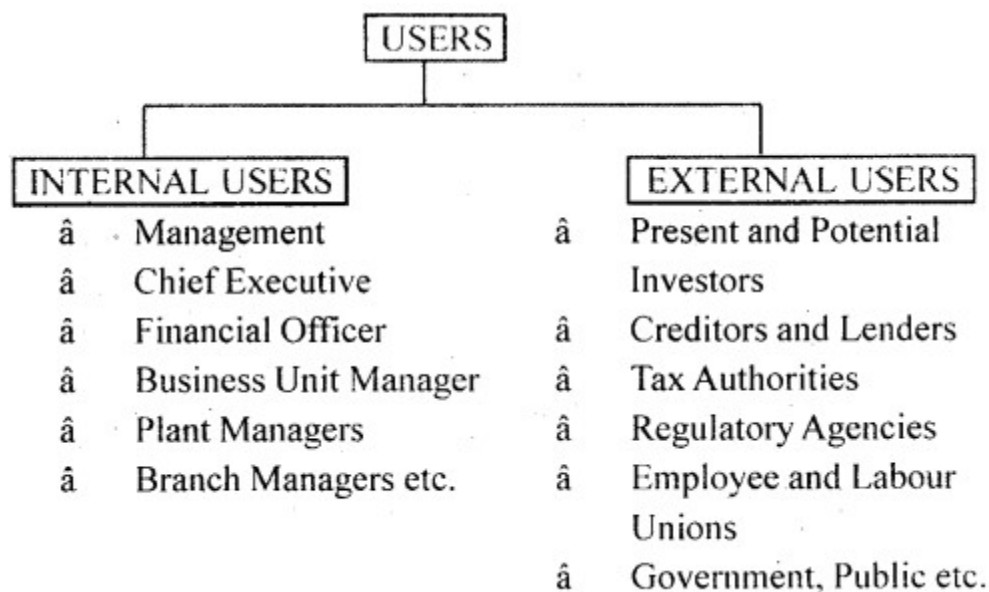 USERS
INTERNAL USERS
â Management
â Chief Executive
â Financial Officer
â Business Unit Manager
â Plant Managers
â Branch Managers etc.
EXTERNAL USERS
â Present and Potential
Investors
â Creditors and Lenders
â Tax Authorities
â Regulatory Agencies
â Employee and Labour
Unions
â Government, Public etc.